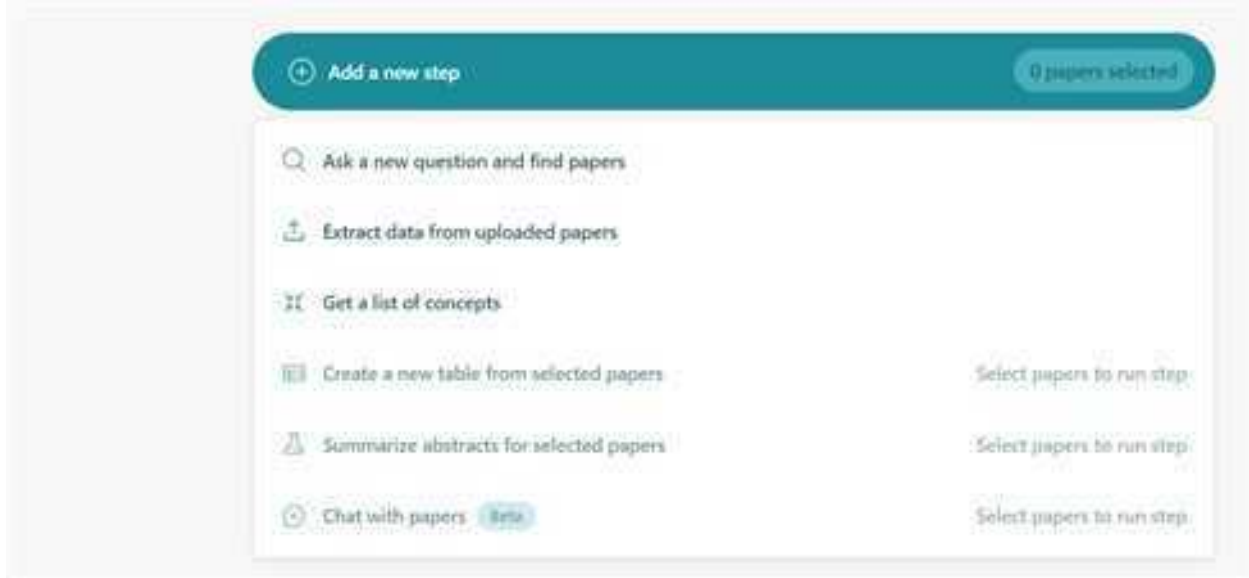 Add a new step
0 papers selected
Ask a new question and find papers
Extract data from uploaded papers
Get a list of concepts
Create a new table from selected papers
Select papers to run step
Summarize abstracts for selected papers
Select papers to run step
Chat with papers Beta
Select papers to run step